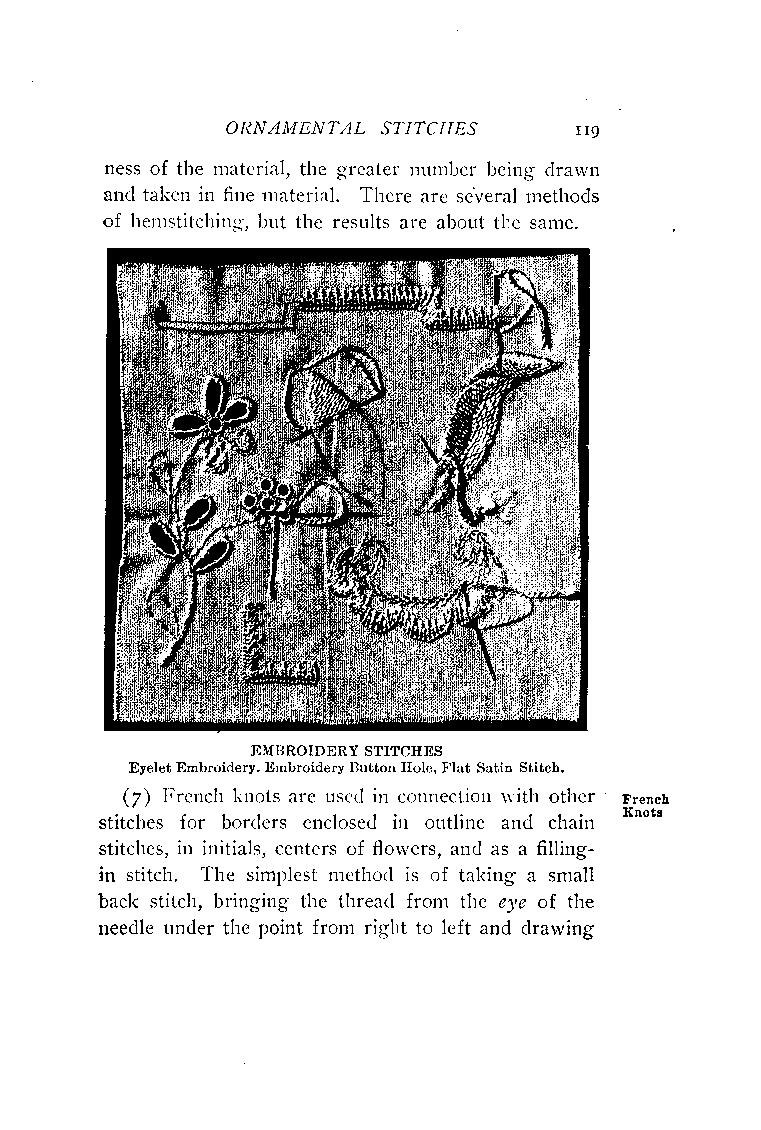 ORNAMENTAL STITCHES 119
ness of the material, the greater number being drawn
and taken in fine material. There are several methods
of hemstitching, but the results are about the same.
EMBROIDERY STITCHES
Eyelet Embroidery. Embroidery Button Hole, Flat Satin Stitch.
(7) French knots are used in connection with other
stitches for borders enclosed in outline and chain
stitches, in initials, centers of flowers, and as a filling-
in stitch. The simplest method is of taking a small
back stitch, bringing the thread from the eye of the
needle under the point from right to left and drawing
French
Knots